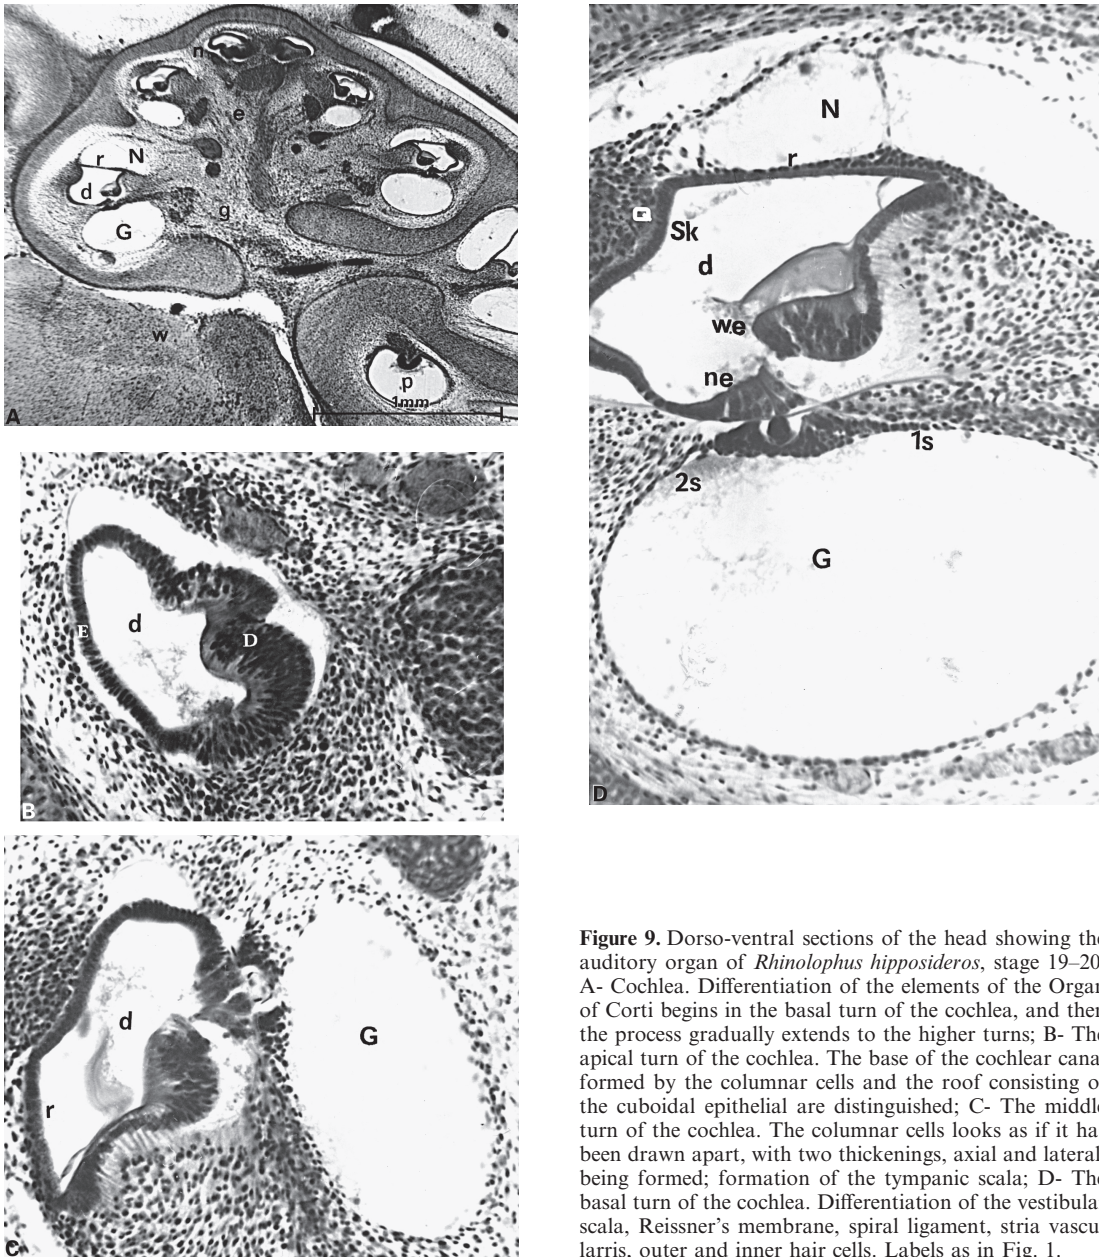 n
e
r N
d
g
G
w
p
1mm
A
E
d
D
B
d
G
r
C
N
r
Sk
d
we
ne
1s
2s
G
D
Figure 9. Dorso-ventral sections of the head showing the
auditory organ of Rhinolophus hipposideros, stage 19–20
A- Cochlea. Differentiation of the elements of the Organ
of Corti begins in the basal turn of the cochlea, and then
the process gradually extends to the higher turns; B- The
apical turn of the cochlea. The base of the cochlear cana
formed by the columnar cells and the roof consisting o
the cuboidal epithelial are distinguished; C- The middle
turn of the cochlea. The columnar cells looks as if it ha
been drawn apart, with two thickenings, axial and lateral
being formed; formation of the tympanic scala; D- The
basal turn of the cochlea. Differentiation of the vestibula
scala, Reissner’s membrane, spiral ligament, stria vascu
larris, outer and inner hair cells. Labels as in Fig. 1.